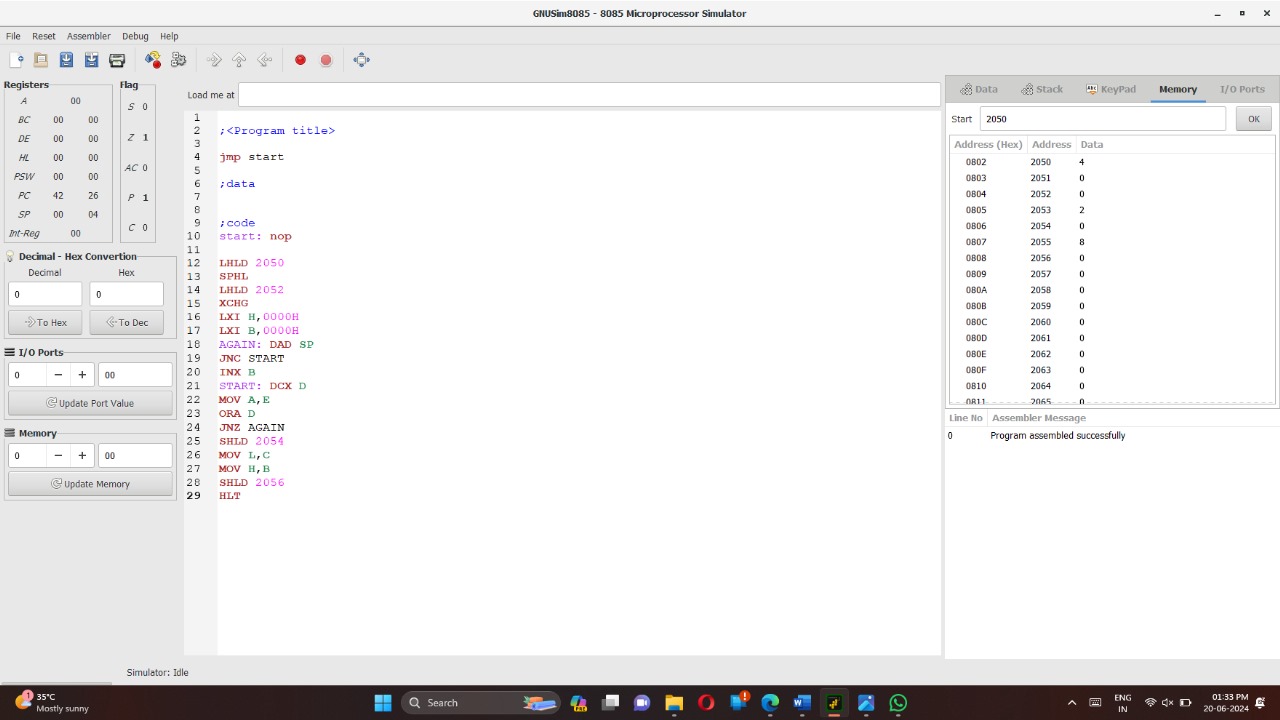 GNUSim8085 - 8085 Microprocessor Simulator
File Reset Assembler Debug Help
Registers
A 00
BC 00 00
DE 00 00
HL 00 00
PSW 00 00
PC 42 26
SP 00 04
Int-Reg 00
Flag
S 0
Z 1
AC 0
P 1
C 0
Decimal - Hex Convertion
Decimal Hex
0 0
To Hex To Dec
I/O Ports
0 − + 00
Update Port Value
Memory
0 − + 00
Update Memory
Load me at
1
2 ;<Program title>
3
4 jmp start
5
6 ;data
7
8
9 ;code
10 start: nop
11
12 LHLD 2050
13 SPHL
14 LHLD 2052
15 XCHG
16 LXI H,0000H
17 LXI B,0000H
18 AGAIN: DAD SP
19 JNC START
20 INX B
21 START: DCX D
22 MOV A,E
23 ORA D
24 JNZ AGAIN
25 SHLD 2054
26 MOV L,C
27 MOV H,B
28 SHLD 2056
29 HLT
Data Stack KeyPad Memory I/O Ports
Start 2050 OK
Address (Hex) Address Data
0802 2050 4
0803 2051 0
0804 2052 0
0805 2053 2
0806 2054 0
0807 2055 8
0808 2056 0
0809 2057 0
080A 2058 0
080B 2059 0
080C 2060 0
080D 2061 0
080E 2062 0
080F 2063 0
0810 2064 0
0811 2065 0
Line No Assembler Message
0 Program assembled successfully
Simulator: Idle
1
35°C
Mostly sunny
Search
ENG
IN
01:33 PM
20-06-2024